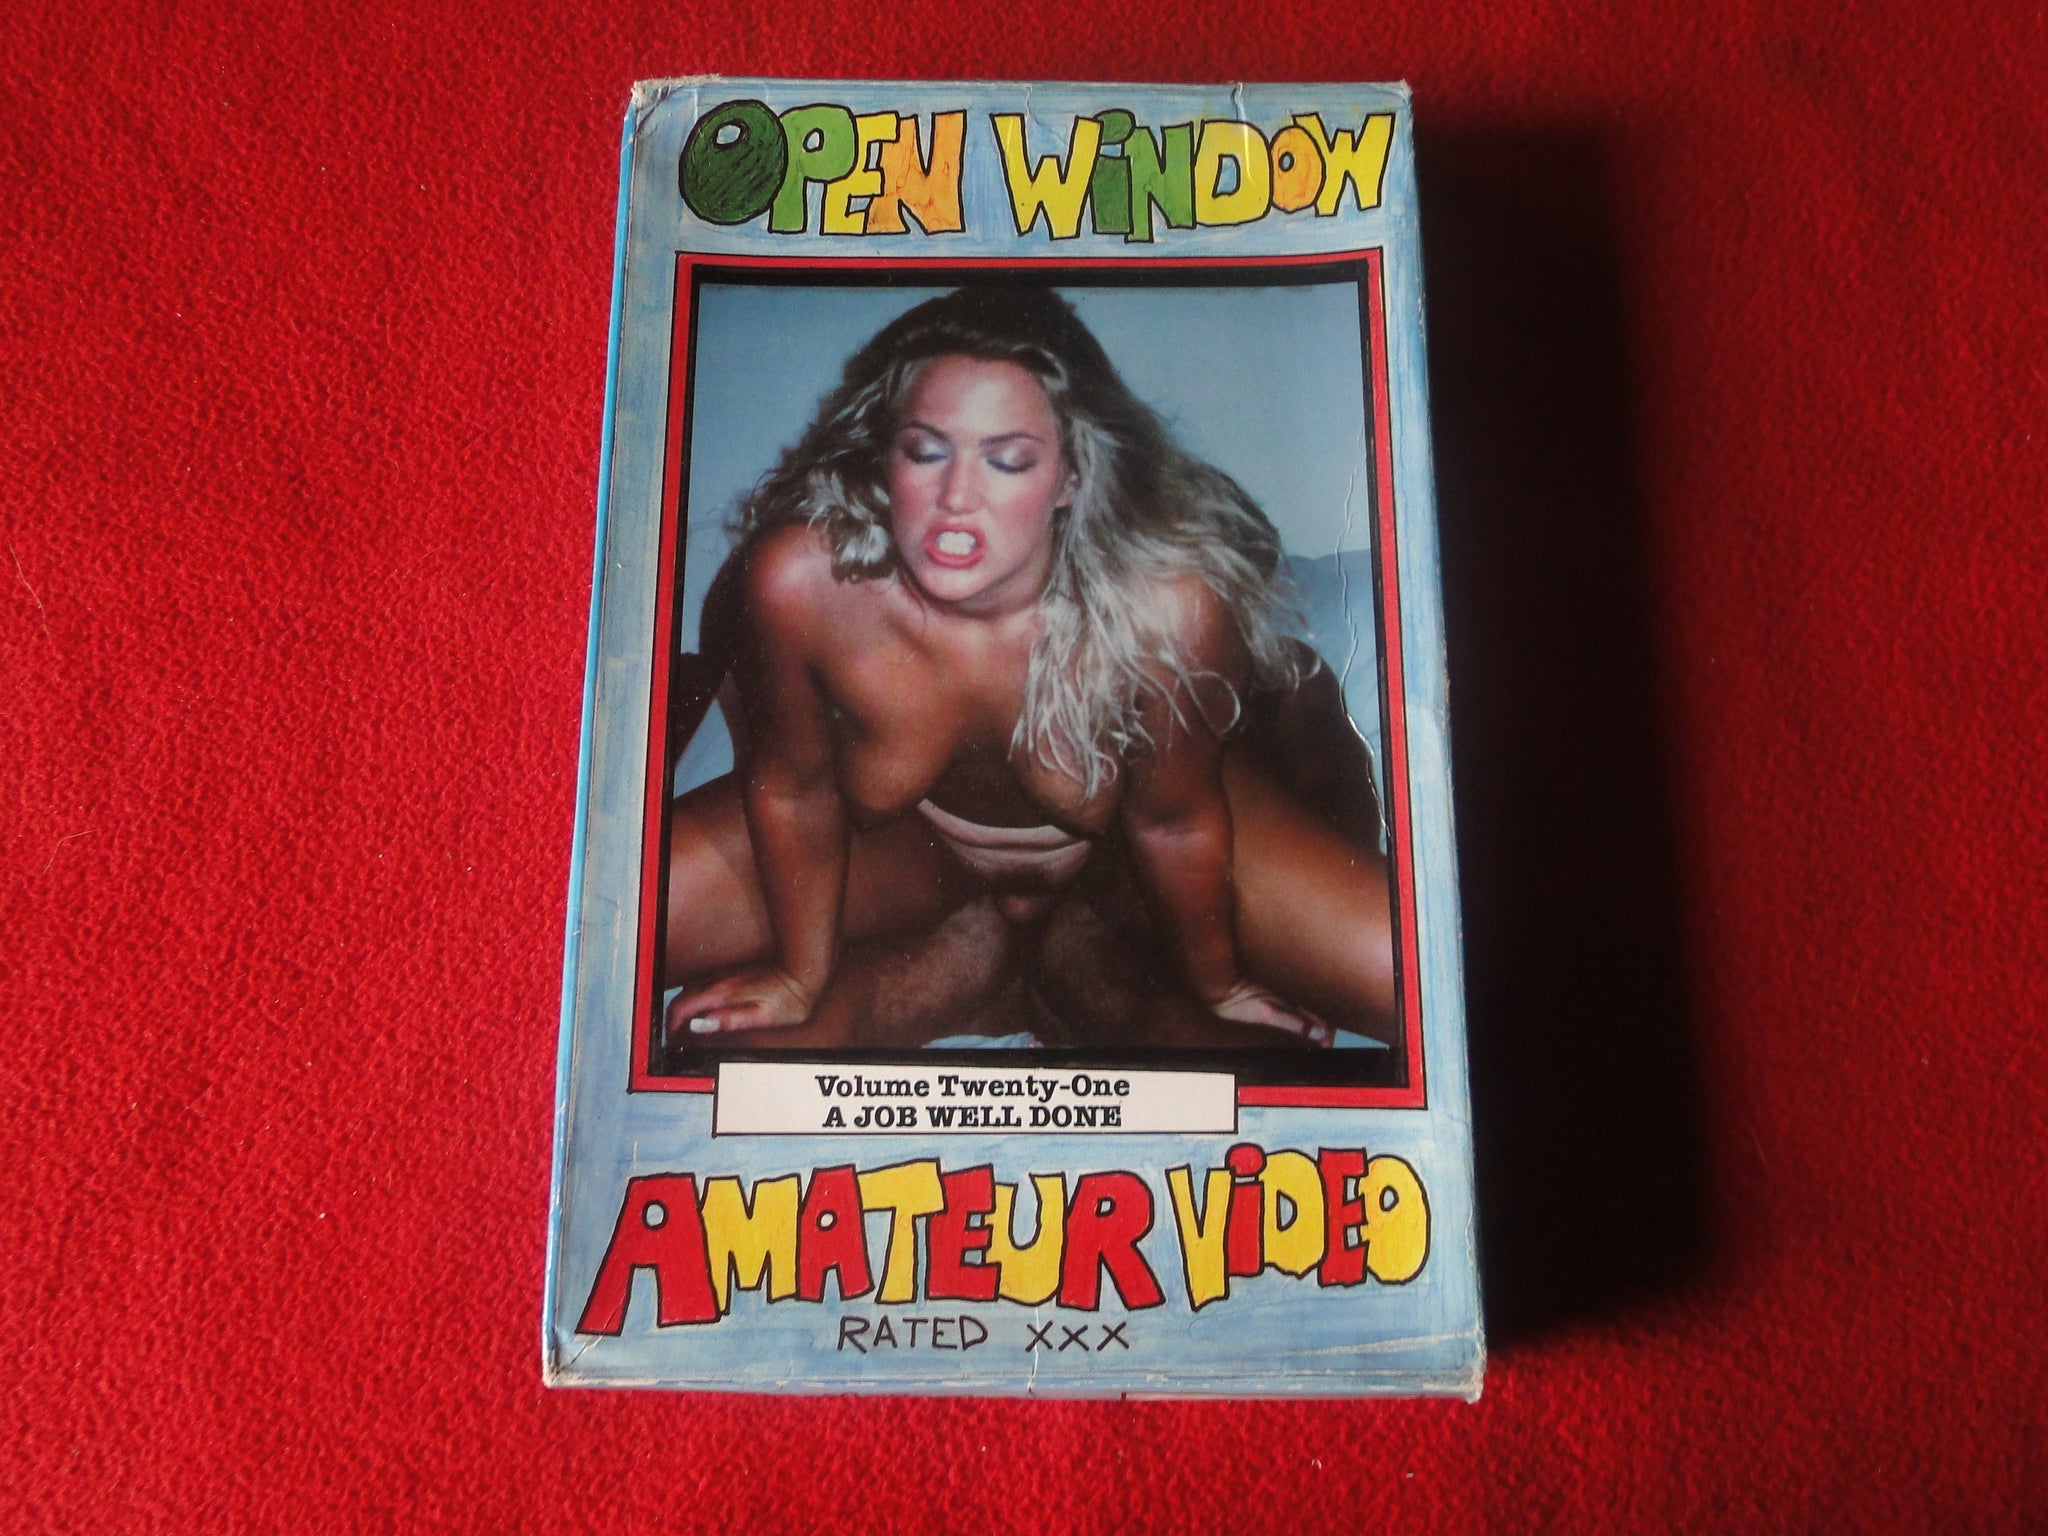 OPEN WINDOW
Volume Twenty-One
A JOB WELL DONE
AMATEUR VIDEO
RATED XXX